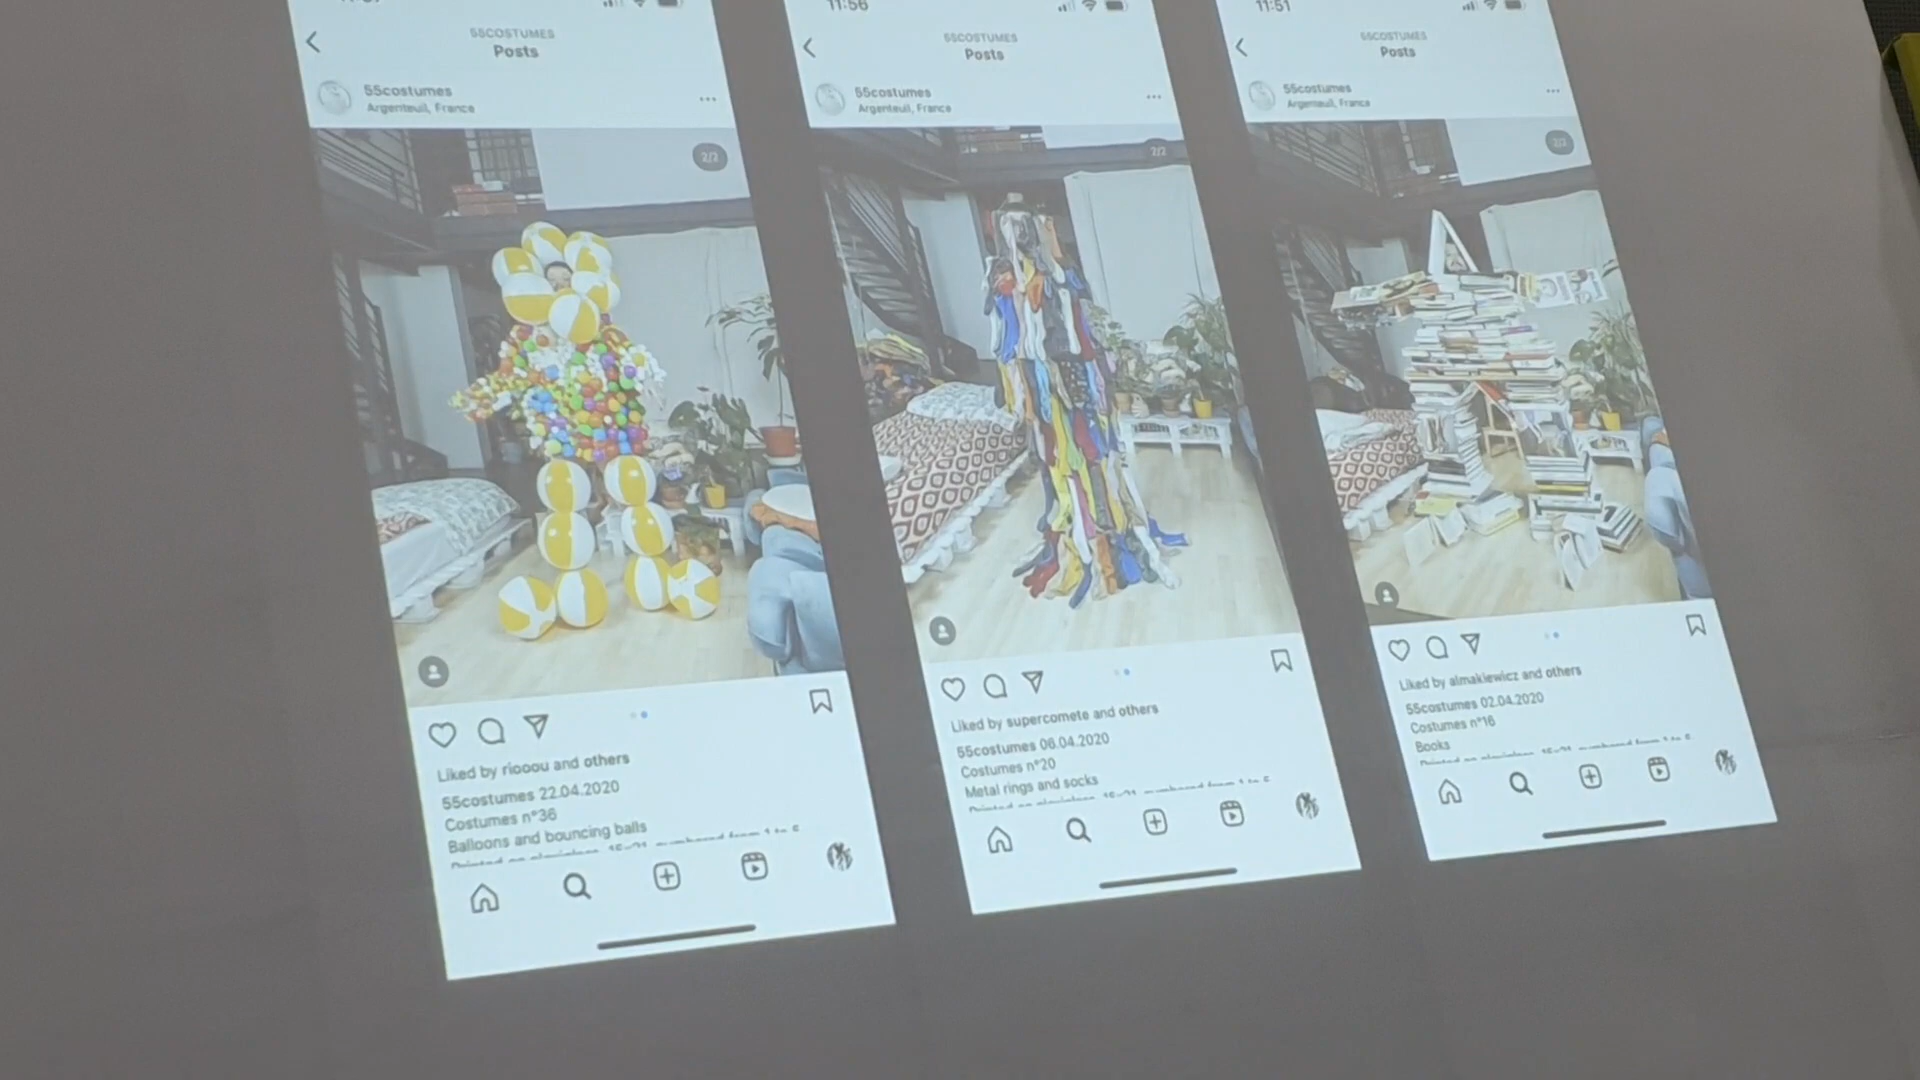 55COSTUMES
Posts
55costumes
Argenteuil, France
2/2
Liked by riooou and others
55costumes 22.04.2020
Costumes n°36
Balloons and bouncing balls
11:56
55COSTUMES
Posts
55costumes
Argenteuil, France
2/2
Liked by supercomete and others
55costumes 06.04.2020
Costumes n°20
Metal rings and socks
11:51
55COSTUMES
Posts
55costumes
Argenteuil, France
2/2
Liked by almakiewicz and others
55costumes 02.04.2020
Costumes n°16
Books